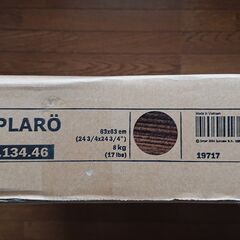 PLARÖ
.134.46
63x63 cm
(24 3/4x24 3/4")
8 kg
(17 lbs)
Made in Vietnam
19717